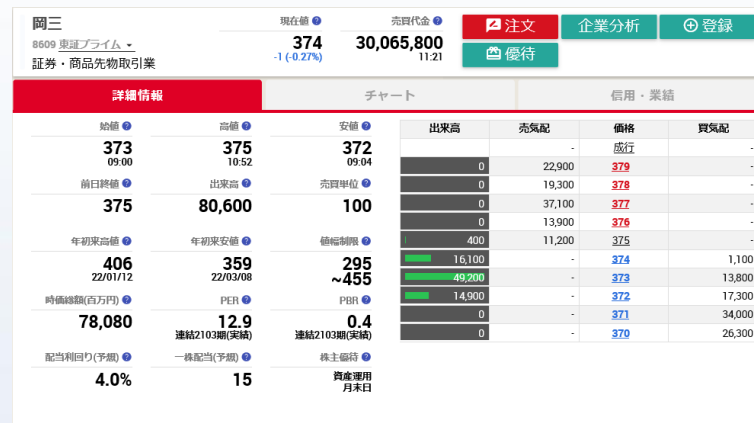 岡三
8609 東証プライム
証券・商品先物取引業
現在値
374
-1 (-0.27%)
売買代金
30,065,800
11:21
注文
企業分析
登録
優待
詳細情報
チャート
信用・業績
始値
373
09:00
高値
375
10:52
安値
372
09:04
前日終値
375
出来高
80,600
売買単位
100
年初来高値
406
22/01/12
年初来安値
359
22/03/08
値幅制限
295
~455
時価総額(百万円)
78,080
PER
12.9
連結2103期(実績)
PBR
0.4
連結2103期(実績)
配当利回り(予想)
4.0%
一株配当(予想)
15
株主優待
資産運用
月末日
出来高 売気配 価格 買気配
- 成行 -
0 22,900 379 -
0 19,300 378 -
0 37,100 377 -
0 13,900 376 -
400 11,200 375 -
16,100 - 374 1,100
49,200 - 373 13,800
14,900 - 372 17,300
0 - 371 34,000
0 - 370 26,300